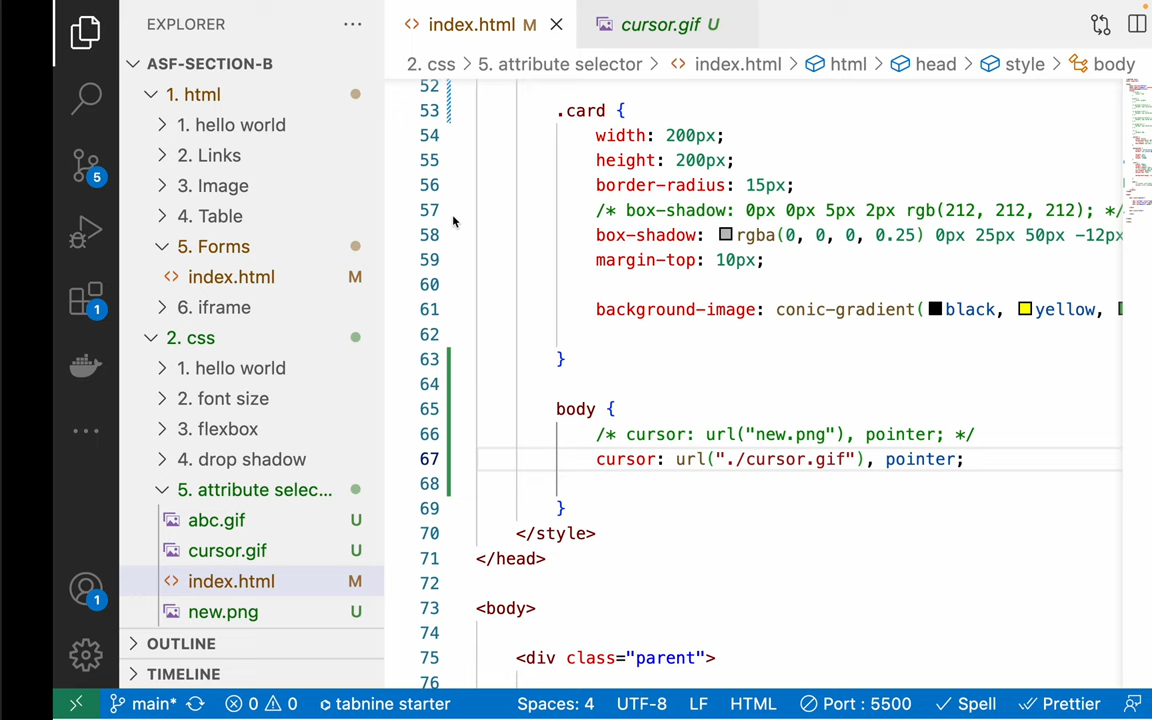 EXPLORER
ASF-SECTION-B
1. html
1. hello world
2. Links
3. Image
4. Table
5. Forms
index.html M
6. iframe
2. css
1. hello world
2. font size
3. flexbox
4. drop shadow
5. attribute selec...
abc.gif U
cursor.gif U
index.html M
new.png U
OUTLINE
TIMELINE
5
1
1
index.html M
cursor.gif U
2. css > 5. attribute selector > index.html > html > head > style > body
52
53 .card {
54 width: 200px;
55 height: 200px;
56 border-radius: 15px;
57 /* box-shadow: 0px 0px 5px 2px rgb(212, 212, 212); */
58 box-shadow: rgba(0, 0, 0, 0.25) 0px 25px 50px -12px
59 margin-top: 10px;
60
61 background-image: conic-gradient(black, yellow,
62
63 }
64
65 body {
66 /* cursor: url("new.png"), pointer; */
67 cursor: url("./cursor.gif"), pointer;
68
69 }
70 </style>
71 </head>
72
73 <body>
74
75 <div class="parent">
76
main* 0 0 tabnine starter Spaces: 4 UTF-8 LF HTML Port : 5500 Spell Prettier